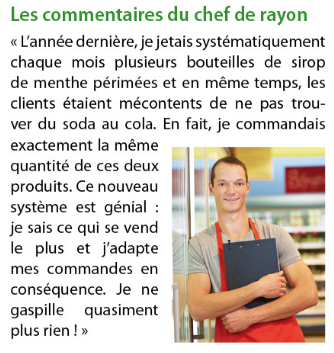 Les commentaires du chef de rayon
« L’année dernière, je jetais systématiquement
chaque mois plusieurs bouteilles de sirop
de menthe périmées et en même temps, les
clients étaient mécontents de ne pas trou-
ver du soda au cola. En fait, je commandais
exactement la même
quantité de ces deux
produits. Ce nouveau
système est génial :
je sais ce qui se vend
le plus et j’adapte
mes commandes en
conséquence. Je ne
gaspille quasiment
plus rien ! »